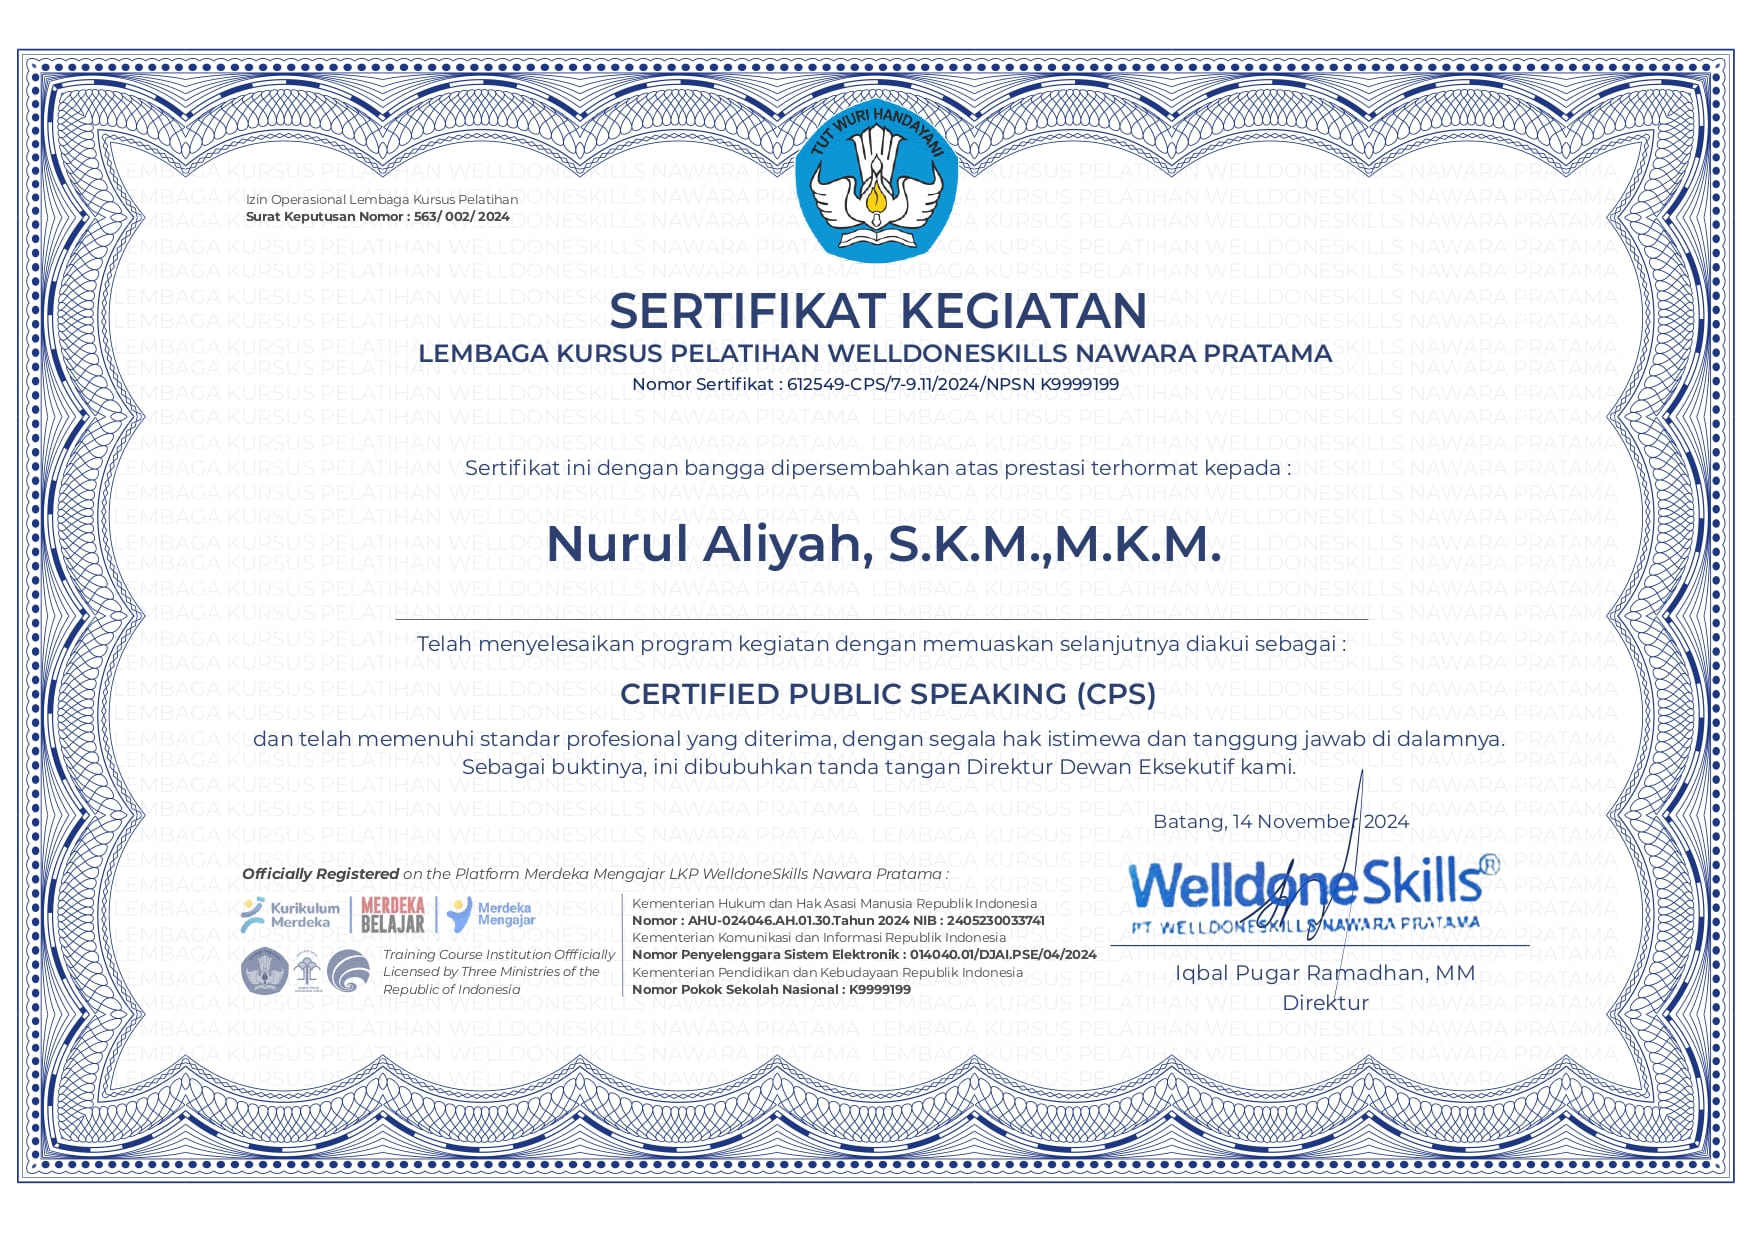 TUT WURI HANDAYANI
Izin Operasional Lembaga Kursus Pelatihan
Surat Keputusan Nomor : 563/ 002/ 2024
SERTIFIKAT KEGIATAN
LEMBAGA KURSUS PELATIHAN WELLDONESKILLS NAWARA PRATAMA
Nomor Sertifikat : 612549-CPS/7-9.11/2024/NPSN K9999199
Sertifikat ini dengan bangga dipersembahkan atas prestasi terhormat kepada :
Nurul Aliyah, S.K.M.,M.K.M.
Telah menyelesaikan program kegiatan dengan memuaskan selanjutnya diakui sebagai :
CERTIFIED PUBLIC SPEAKING (CPS)
dan telah memenuhi standar profesional yang diterima, dengan segala hak istimewa dan tanggung jawab di dalamnya.
Sebagai buktinya, ini dibubuhkan tanda tangan Direktur Dewan Eksekutif kami.
Batang, 14 November 2024
WelldoneSkills®
PT WELLDONESKILLS NAWARA PRATAMA
Iqbal Pugar Ramadhan, MM
Direktur
Officially Registered on the Platform Merdeka Mengajar LKP WelldoneSkills Nawara Pratama :
Kurikulum
Merdeka
MERDEKA
BELAJAR
Merdeka
Mengajar
Training Course Institution Offficially
Licensed by Three Ministries of the
Republic of Indonesia
Kementerian Hukum dan Hak Asasi Manusia Republik Indonesia
Nomor : AHU-024046.AH.01.30.Tahun 2024 NIB : 2405230033741
Kementerian Komunikasi dan Informasi Republik Indonesia
Nomor Penyelenggara Sistem Elektronik : 014040.01/DJAI.PSE/04/2024
Kementerian Pendidikan dan Kebudayaan Republik Indonesia
Nomor Pokok Sekolah Nasional : K9999199